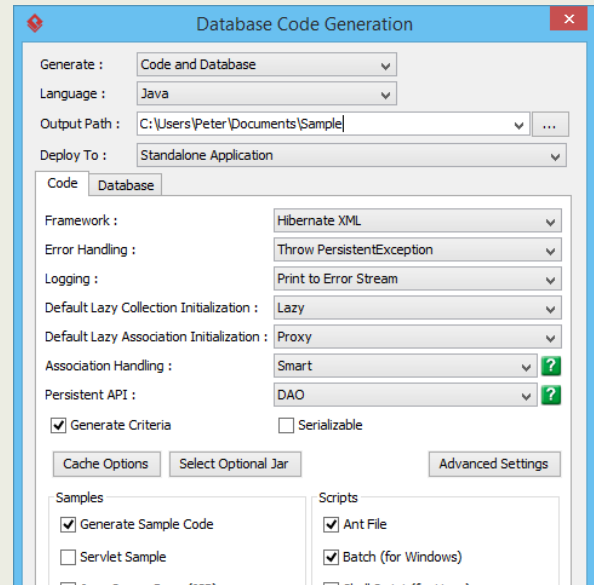 Database Code Generation
Generate : Code and Database
Language : Java
Output Path : C:\Users\Peter\Documents\Sample ...
Deploy To : Standalone Application
Code Database
Framework : Hibernate XML
Error Handling : Throw PersistentException
Logging : Print to Error Stream
Default Lazy Collection Initialization : Lazy
Default Lazy Association Initialization : Proxy
Association Handling : Smart ?
Persistent API : DAO ?
Generate Criteria Serializable
Cache Options Select Optional Jar Advanced Settings
Samples Scripts
Generate Sample Code Ant File
Servlet Sample Batch (for Windows)